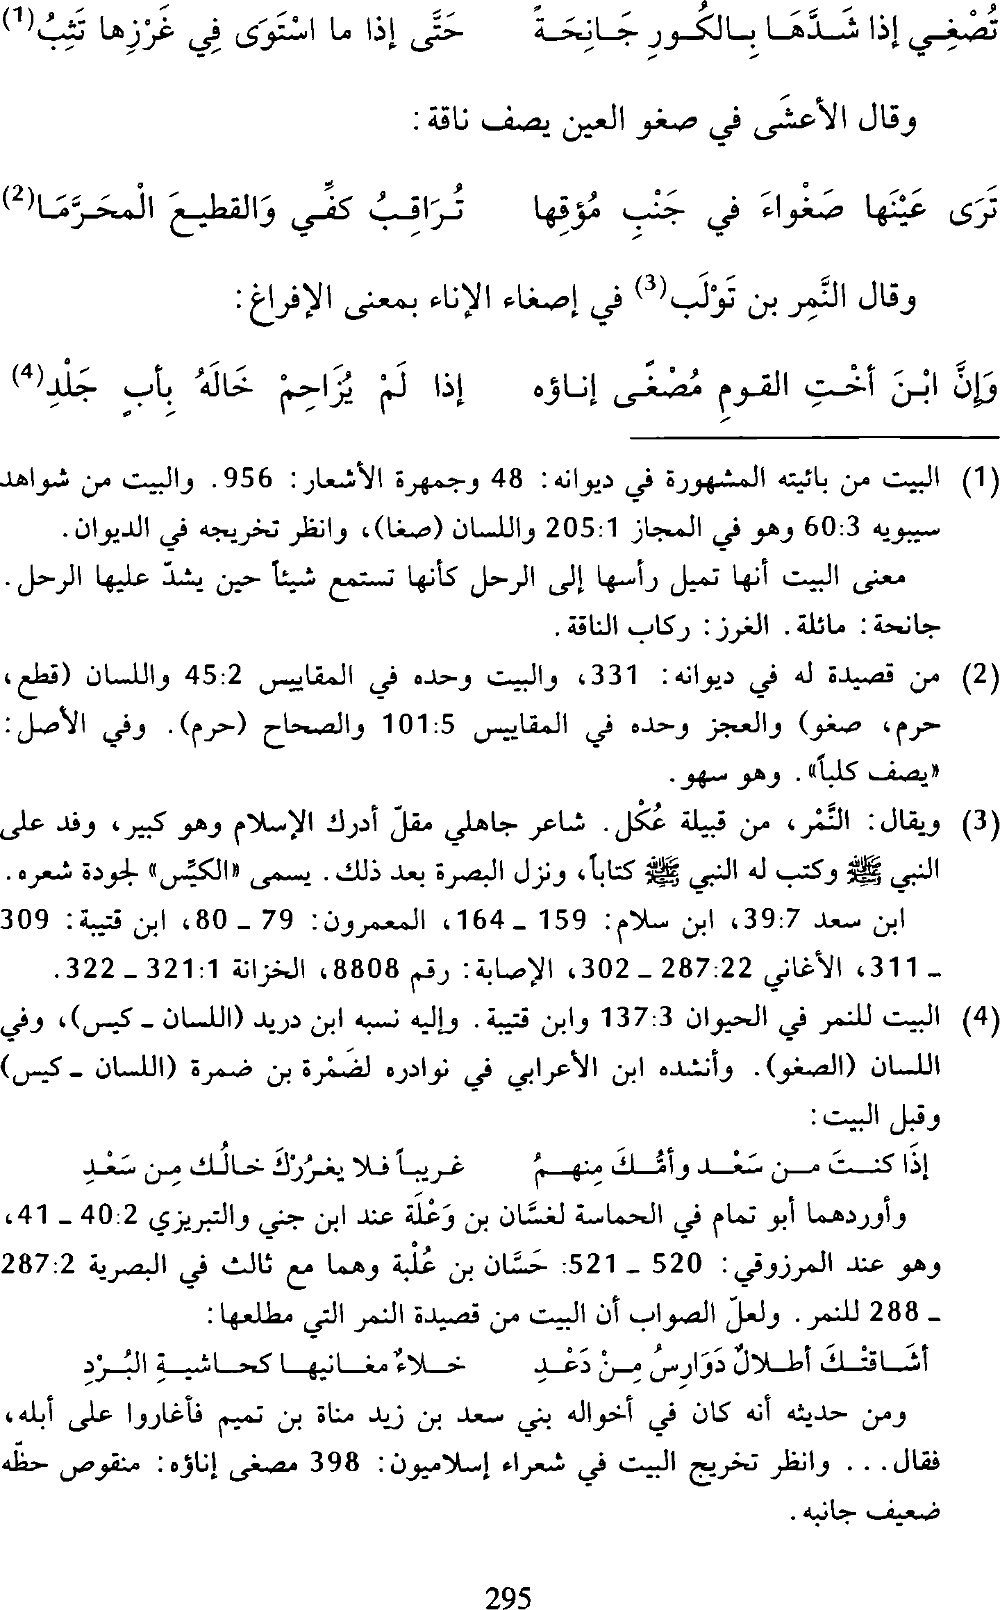 تُصْغِي إذا شَدَّهَا بِالكُورِ جَانِحَةً حَتَّى إذا ما اسْتَوَى فِي غَرْزِها تَثِبُ(1)
وقال الأعشَى في صغو العين يصف ناقة :
تَرَى عَيْنَها صَغْواءَ في جَنْبِ مُؤقِها تُرَاقِبُ كفِّي وَالقطيعَ الْمحَرَّمَا(2)
وقال النَّمِر بن تَوْلَب(3) في إصغاء الإناء بمعنى الإفراغ :
وَإنَّ ابْنَ أخْتِ القومِ مُصْغًى إناؤه إذا لَمْ يُزَاحِمْ خَالَهُ بِأبٍ جَلْدِ(4)
(1) البيت من بائيته المشهورة في ديوانه : 48 وجمهرة الأشعار : 956 . والبيت من شواهد
سيبويه 60:3 وهو في المجاز 205:1 واللسان (صغا)، وانظر تخريجه في الديوان .
معنى البيت أنها تميل رأسها إلى الرحل كأنها تستمع شيئاً حين يشدّ عليها الرحل .
جانحة : مائلة . الغرز : ركاب الناقة .
(2) من قصيدة له في ديوانه : 331، والبيت وحده في المقاييس 45:2 واللسان (قطع،
حرم، صغو) والعجز وحده في المقاييس 101:5 والصحاح (حرم) . وفي الأصل :
«يصف كلباً» . وهو سهو .
(3) ويقال : النَّمْر، من قبيلة عُكْل . شاعر جاهلي مقلّ أدرك الإسلام وهو كبير، وفد على
النبي ﷺ وكتب له النبي ﷺ كتاباً، ونزل البصرة بعد ذلك . يسمى «الكيِّس» لجودة شعره .
ابن سعد 39:7، ابن سلام : 159 ـ 164، المعمرون : 79 ـ 80، ابن قتيبة : 309
ـ 311، الأغاني 287:22 ـ 302، الإصابة : رقم 8808، الخزانة 321:1 ـ 322 .
(4) البيت للنمر في الحيوان 137:3 وابن قتيبة . وإليه نسبه ابن دريد (اللسان ـ كيس)، وفي
اللسان (الصغو) . وأنشده ابن الأعرابي في نوادره لضَمْرة بن ضمرة (اللسان ـ كيس)
وقبل البيت :
إذَا كنتَ من سَعْد وأمُّكَ مِنهمُ غريباً فلا يغرُرْكَ خالُك مِن سَعْدِ
وأوردهما أبو تمام في الحماسة لغسَّان بن وَعْلَة عند ابن جني والتبريزي 40:2 ـ 41،
وهو عند المرزوقي : 520 ـ 521: حَسَّان بن عُلْبة وهما مع ثالث في البصرية 287:2
ـ 288 للنمر . ولعلّ الصواب أن البيت من قصيدة النمر التي مطلعها :
أشَاقتْكَ أطلالٌ دَوَارِسُ مِنْ دَعْدِ خلاءٌ مغانيها كحاشيةِ البُرْدِ
ومن حديثه أنه كان في أخواله بني سعد بن زيد مناة بن تميم فأغاروا على أبله،
فقال . . . وانظر تخريج البيت في شعراء إسلاميون : 398 مصغى إناؤه : منقوص حظّه
ضعيف جانبه .
295